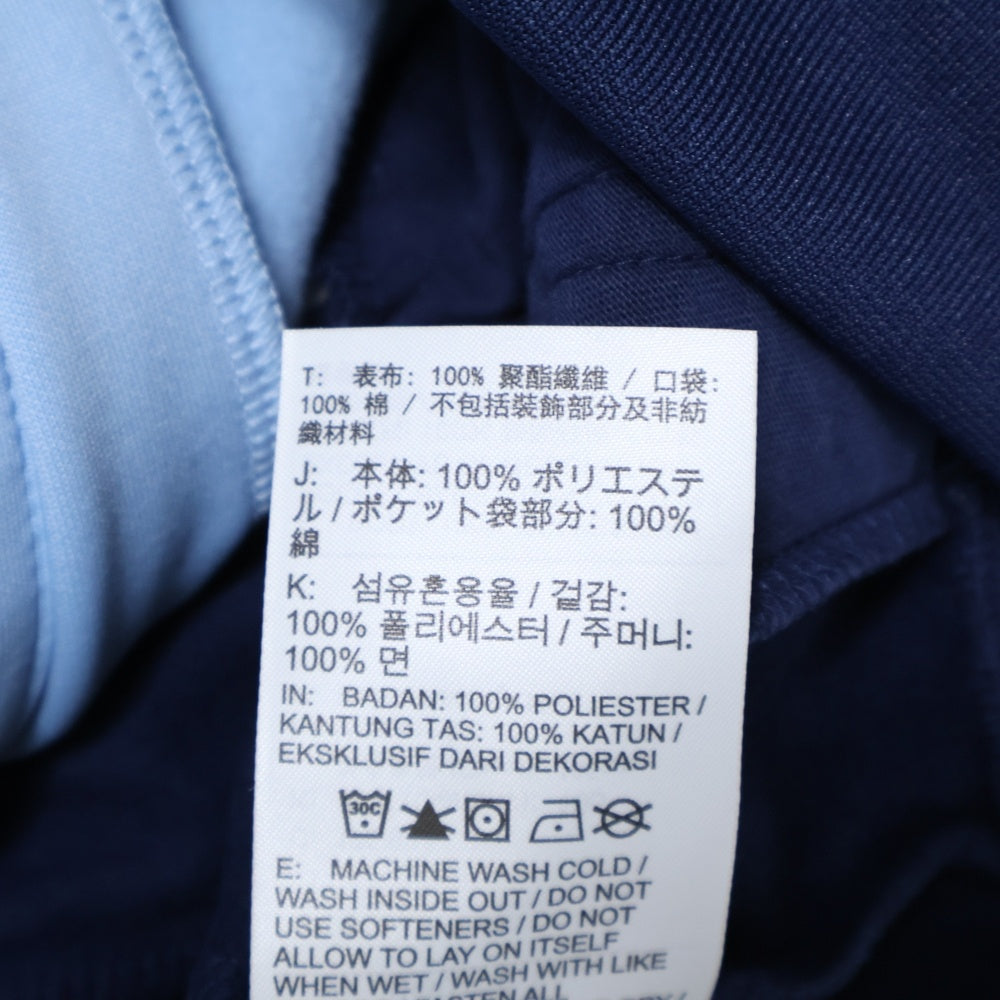 T: 表布: 100% 聚酯纖維 / 口袋:
100% 棉 / 不包括裝飾部分及非紡
織材料
J: 本体: 100% ポリエステ
ル / ポケット袋部分: 100%
綿
K: 섬유혼용율 / 겉감:
100% 폴리에스터 / 주머니:
100% 면
IN: BADAN: 100% POLIESTER /
KANTUNG TAS: 100% KATUN /
EKSKLUSIF DARI DEKORASI
30C
E: MACHINE WASH COLD /
WASH INSIDE OUT / DO NOT
USE SOFTENERS / DO NOT
ALLOW TO LAY ON ITSELF
WHEN WET / WASH WITH LIKE
FASTEN ALL